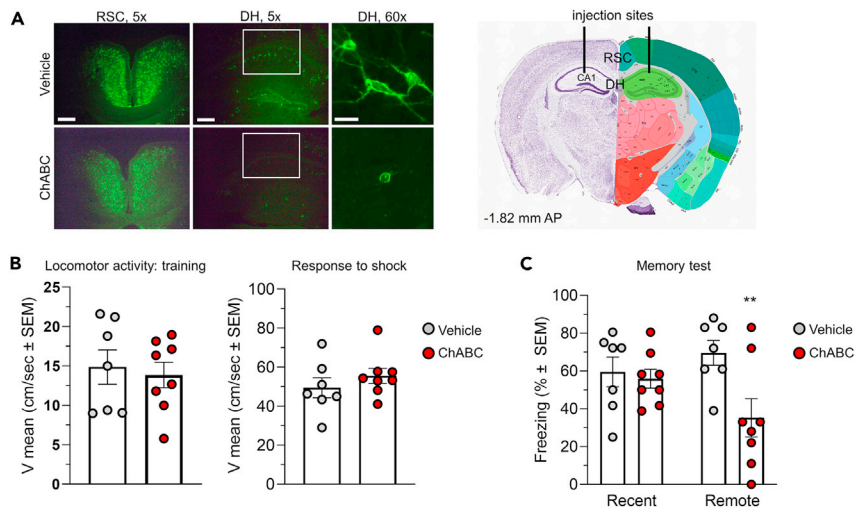 A
RSC, 5x
DH, 5x
DH, 60x
Vehicle
ChABC
injection sites
RSC
CA1
DH
-1.82 mm AP
B
Locomotor activity: training
V mean (cm/sec ± SEM)
25
20
15
10
5
0
Response to shock
V mean (cm/sec ± SEM)
100
80
60
40
20
0
Vehicle
ChABC
C
Memory test
**
Freezing (% ± SEM)
100
80
60
40
20
0
Recent
Remote
Vehicle
ChABC